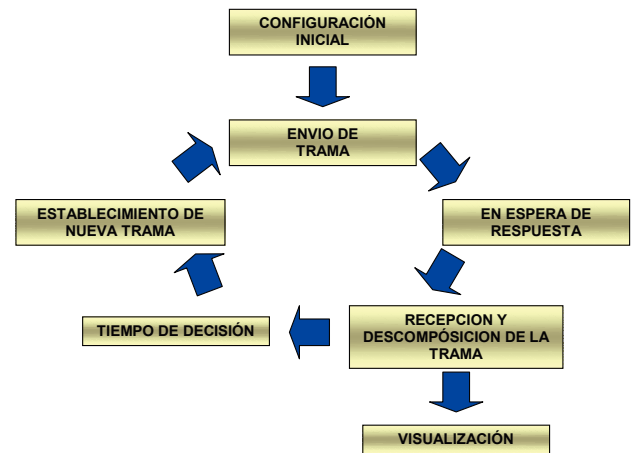 CONFIGURACIÓN
INICIAL
ENVIO DE
TRAMA
ESTABLECIMIENTO DE
NUEVA TRAMA
EN ESPERA DE
RESPUESTA
TIEMPO DE DECISIÓN
RECEPCION Y
DESCOMPÓSICION DE LA
TRAMA
VISUALIZACIÓN